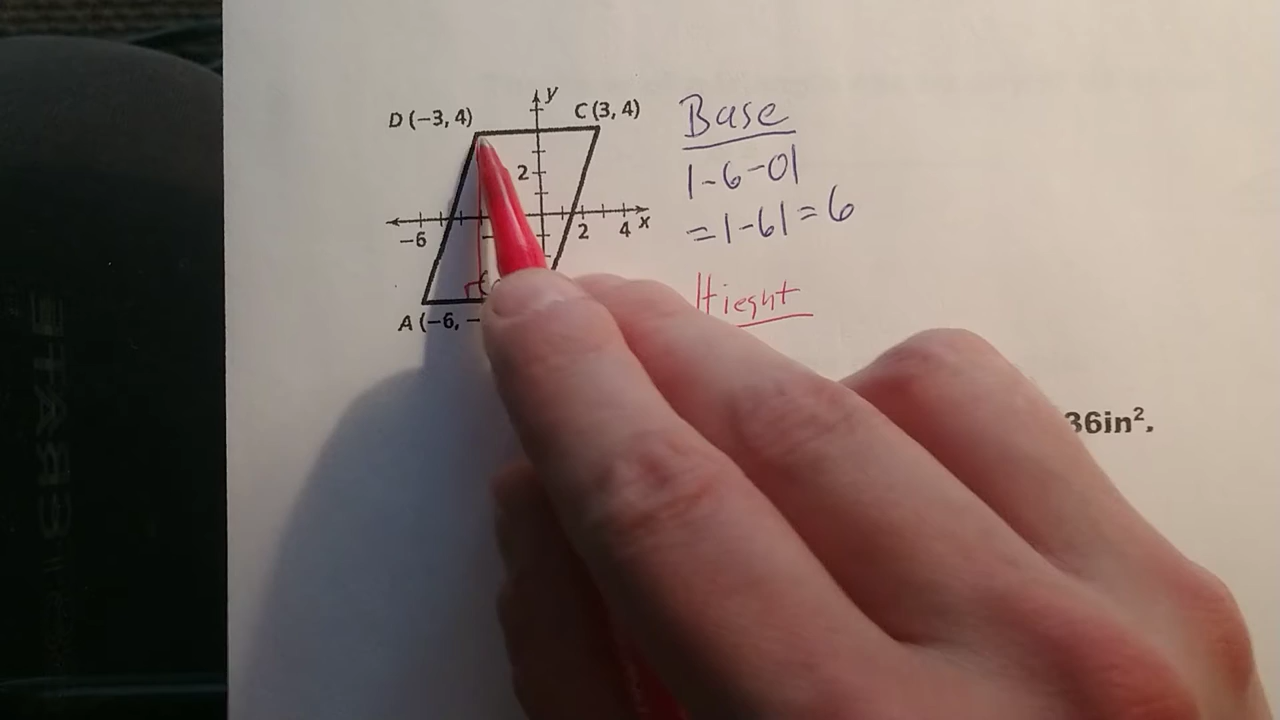 y
D (−3, 4)
C (3, 4)
2
−6
2
4
x
A (−6, −
Base
|-6-0|
=|-6|=6
Hieght
36in².